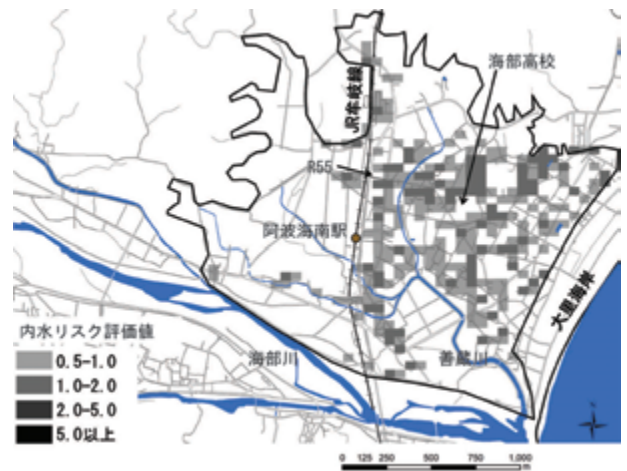 海部高校
JR牟岐線
R55
阿波海南駅
大里海岸
内水リスク評価値
0.5-1.0
1.0-2.0
2.0-5.0
5.0以上
海部川
善蔵川
0 125 250 500 750 1,000
m